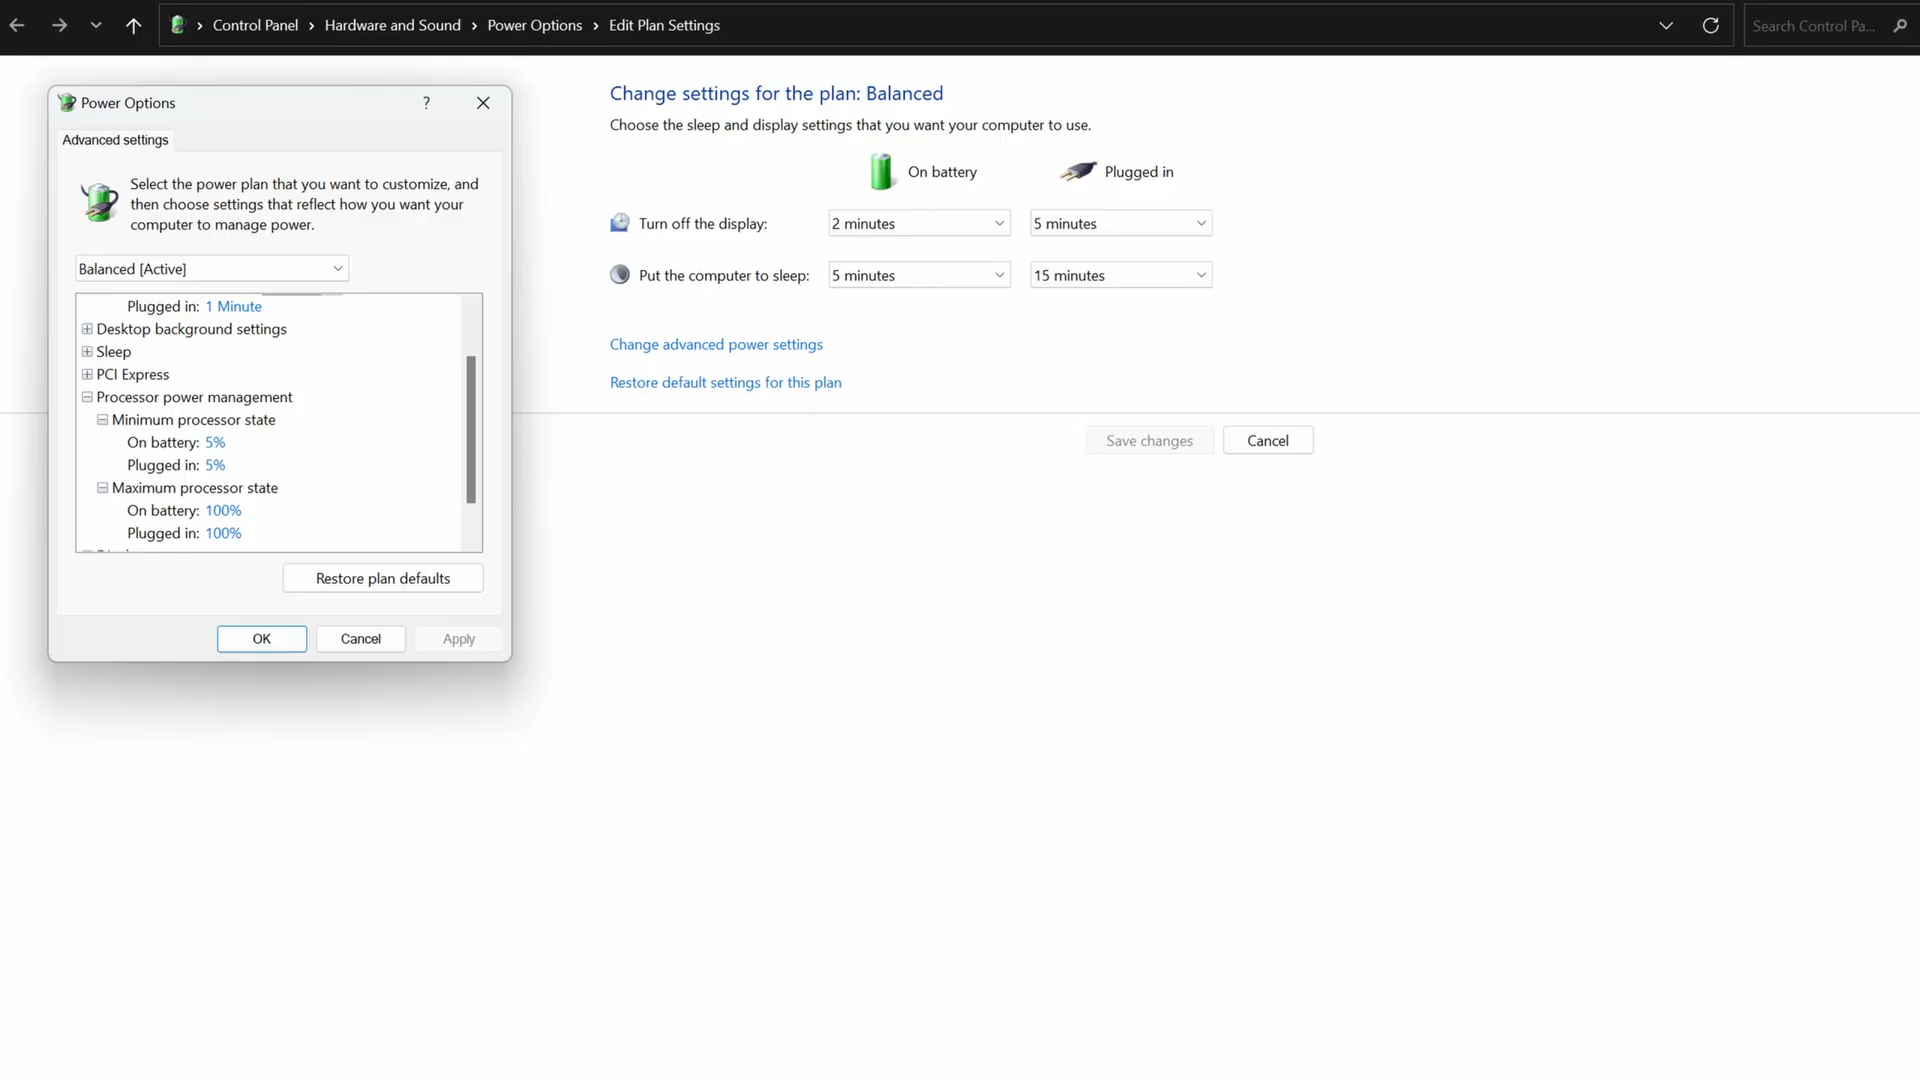 Control Panel > Hardware and Sound > Power Options > Edit Plan Settings
Search Control Pa...
Power Options
?
Advanced settings
Select the power plan that you want to customize, and
then choose settings that reflect how you want your
computer to manage power.
Balanced [Active]
Plugged in: 1 Minute
Desktop background settings
Sleep
PCI Express
Processor power management
Minimum processor state
On battery: 5%
Plugged in: 5%
Maximum processor state
On battery: 100%
Plugged in: 100%
Restore plan defaults
OK
Cancel
Apply
Change settings for the plan: Balanced
Choose the sleep and display settings that you want your computer to use.
On battery
Plugged in
Turn off the display:
2 minutes
5 minutes
Put the computer to sleep:
5 minutes
15 minutes
Change advanced power settings
Restore default settings for this plan
Save changes
Cancel